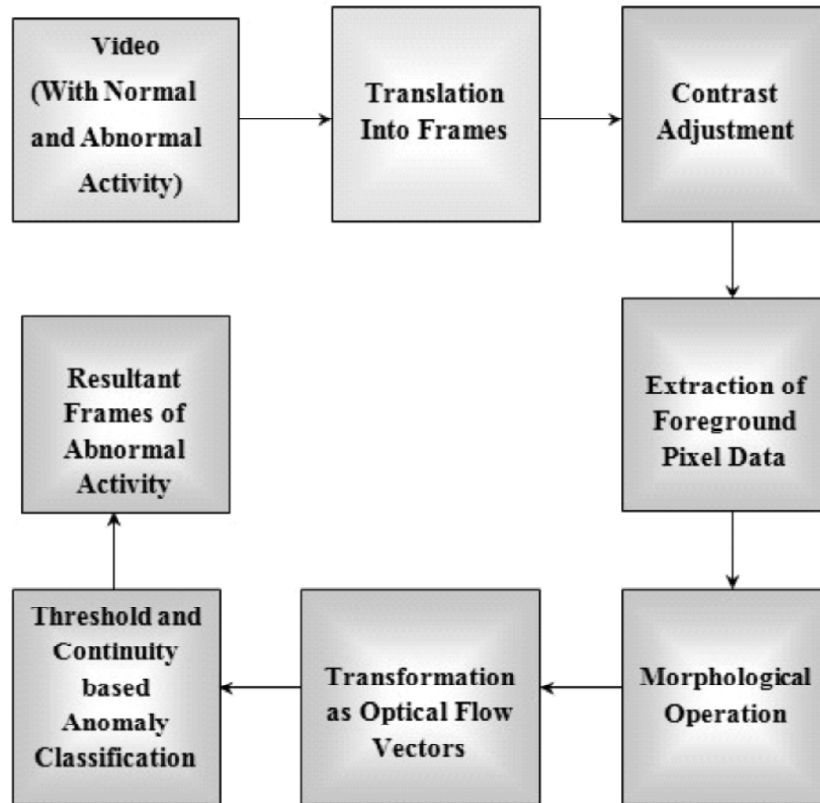 Video
(With Normal
and Abnormal
Activity)
Translation
Into Frames
Contrast
Adjustment
Extraction of
Foreground
Pixel Data
Morphological
Operation
Transformation
as Optical Flow
Vectors
Threshold and
Continuity
based
Anomaly
Classification
Resultant
Frames of
Abnormal
Activity